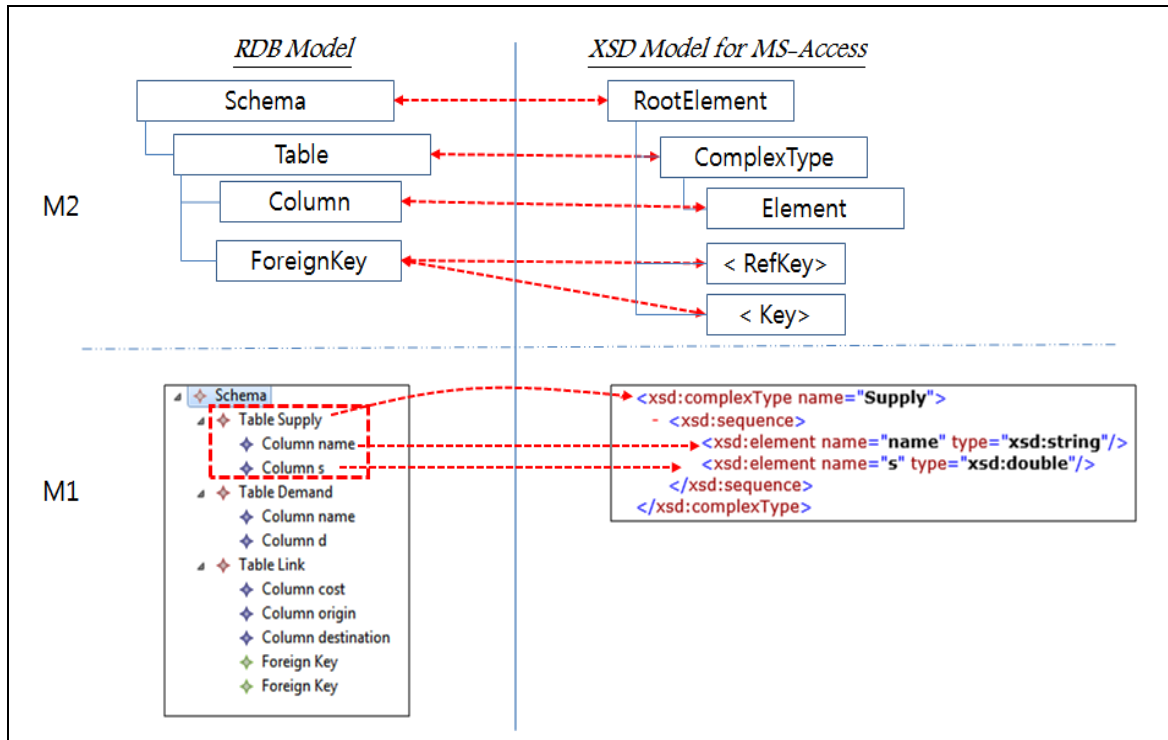 RDB Model
XSD Model for MS-Access
Schema
RootElement
Table
ComplexType
M2
Column
Element
ForeignKey
< RefKey>
< Key>
M1
Schema
Table Supply
Column name
Column s
Table Demand
Column name
Column d
Table Link
Column cost
Column origin
Column destination
Foreign Key
Foreign Key
<xsd:complexType name="Supply">
- <xsd:sequence>
<xsd:element name="name" type="xsd:string"/>
<xsd:element name="s" type="xsd:double"/>
</xsd:sequence>
</xsd:complexType>